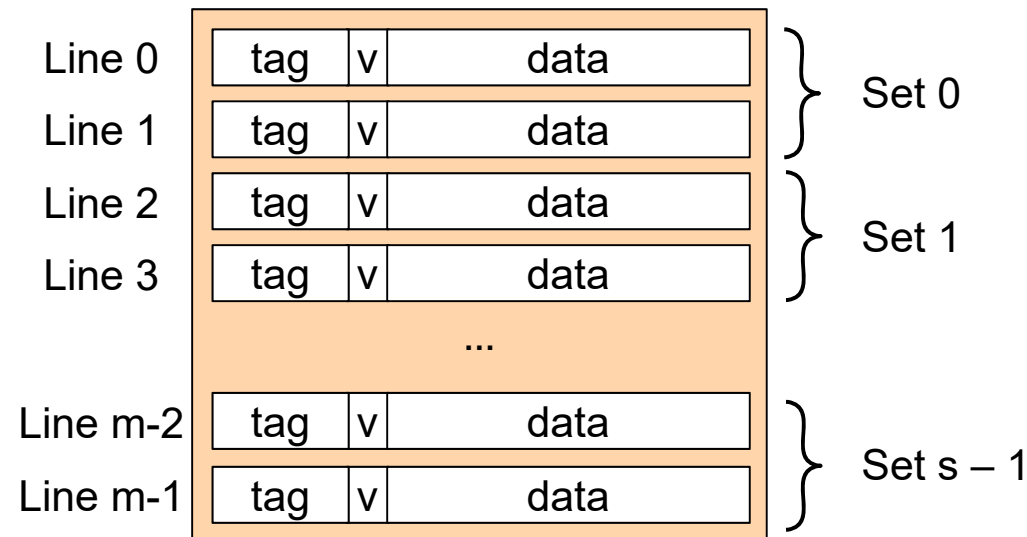 Line 0 tag v data
Set 0
Line 1 tag v data
Line 2 tag v data
Set 1
Line 3 tag v data
...
Line m-2 tag v data
Set s – 1
Line m-1 tag v data